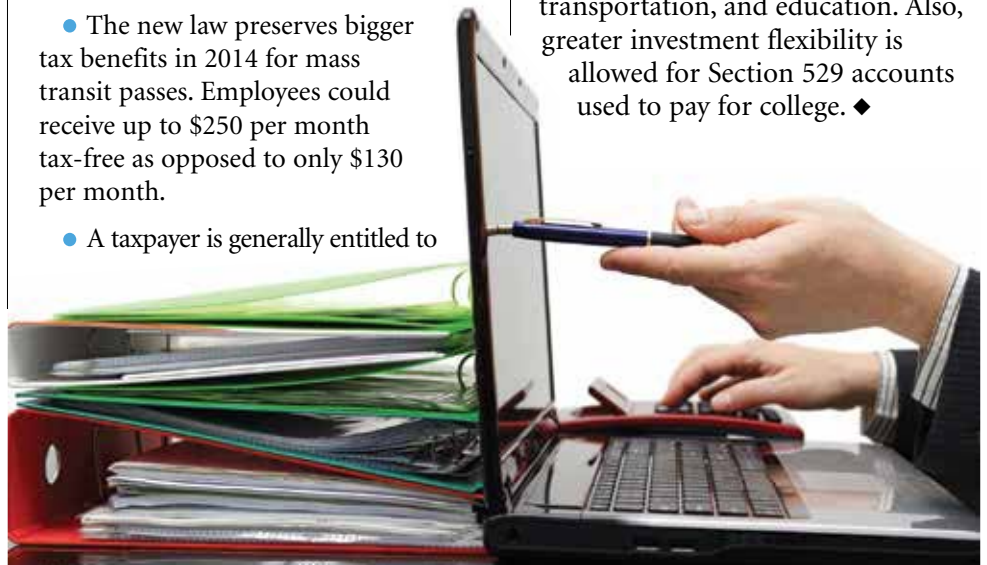 • The new law preserves bigger
tax benefits in 2014 for mass
transit passes. Employees could
receive up to $250 per month
tax-free as opposed to only $130
per month.
• A taxpayer is generally entitled to
transportation, and education. Also,
greater investment flexibility is
allowed for Section 529 accounts
used to pay for college. ◆